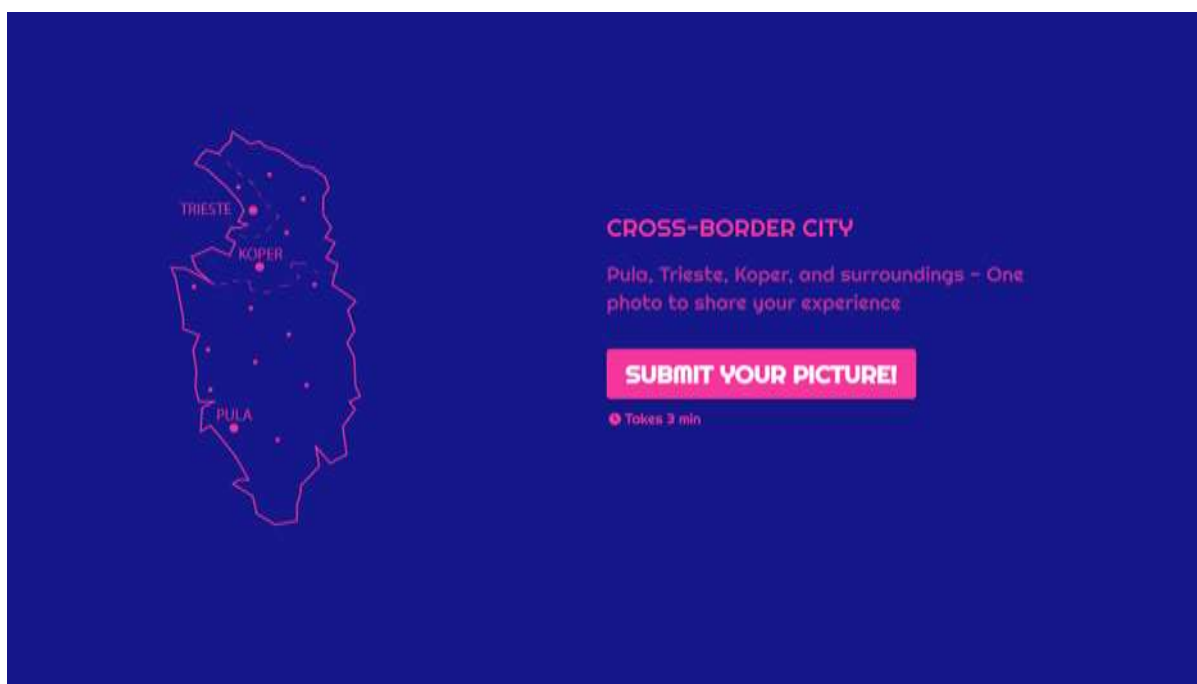 TRIESTE
KOPER
PULA
CROSS-BORDER CITY
Pula, Trieste, Koper, and surroundings - One
photo to share your experience
SUBMIT YOUR PICTURE!
Takes 3 min